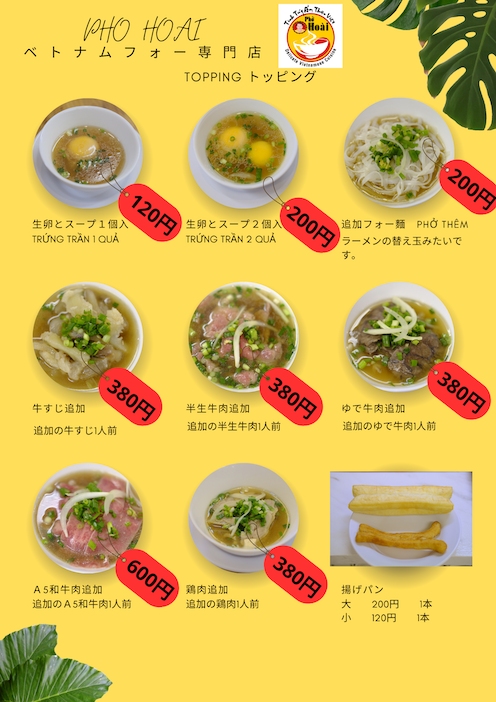 PHO HOAI
ベトナムフォー専門店
Tinh Túy Ẩm Thực Việt
Phở
Hoài
Delicate Vietnamese Cuisine
TOPPING トッピング
120円
200円
200円
生卵とスープ1個入
TRỨNG TRẦN 1 QUẢ
生卵とスープ2個入
TRỨNG TRẦN 2 QUẢ
追加フォー麺 PHỞ THÊM
ラーメンの替え玉みたいで
す。
380円
380円
380円
牛すじ追加
追加の牛すじ1人前
半生牛肉追加
追加の半生牛肉1人前
ゆで牛肉追加
追加のゆで牛肉1人前
600円
380円
A5和牛肉追加
追加のA5和牛肉1人前
鶏肉追加
追加の鶏肉1人前
揚げパン
大 200円 1本
小 120円 1本